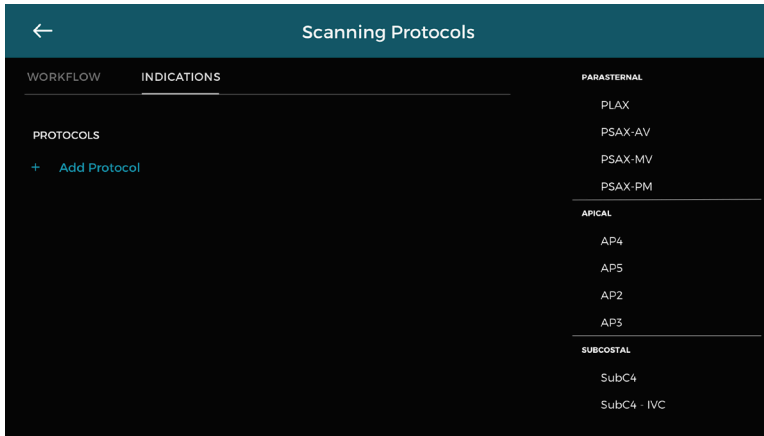 Scanning Protocols
WORKFLOW INDICATIONS
PROTOCOLS
+ Add Protocol
PARASTERNAL
PLAX
PSAX-AV
PSAX-MV
PSAX-PM
APICAL
AP4
AP5
AP2
AP3
SUBCOSTAL
SubC4
SubC4 - IVC